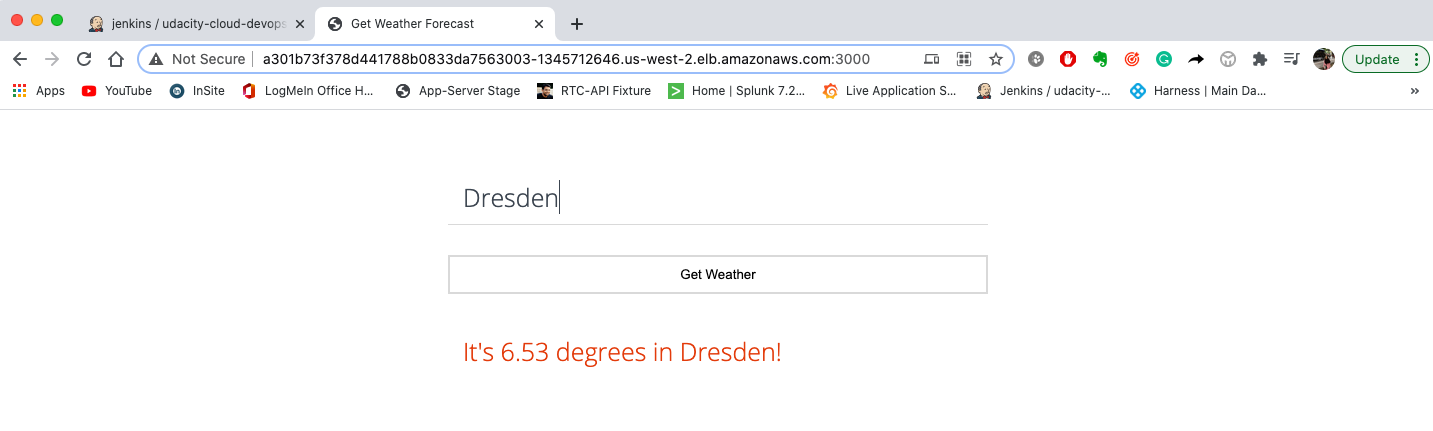 jenkins / udacity-cloud-devops
Get Weather Forecast
Not Secure
a301b73f378d441788b0833da7563003-1345712646.us-west-2.elb.amazonaws.com:3000
Update
Apps
YouTube
InSite
LogMeIn Office H...
App-Server Stage
RTC-API Fixture
Home | Splunk 7.2...
Live Application S...
Jenkins / udacity-...
Harness | Main Da...
Dresden
Get Weather
It's 6.53 degrees in Dresden!